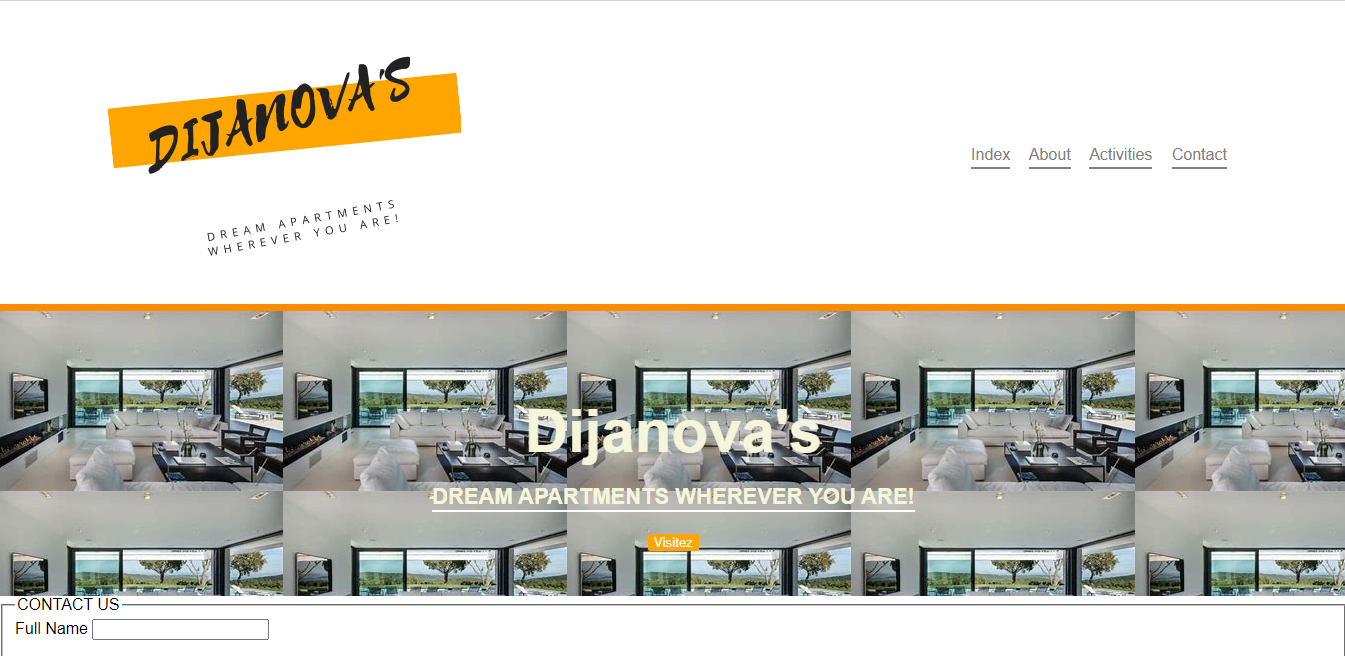 DIJANOVA'S
DREAM APARTMENTS
WHEREVER YOU ARE!
Index About Activities Contact
Dijanova's
DREAM APARTMENTS WHEREVER YOU ARE!
Visitez
CONTACT US
Full Name